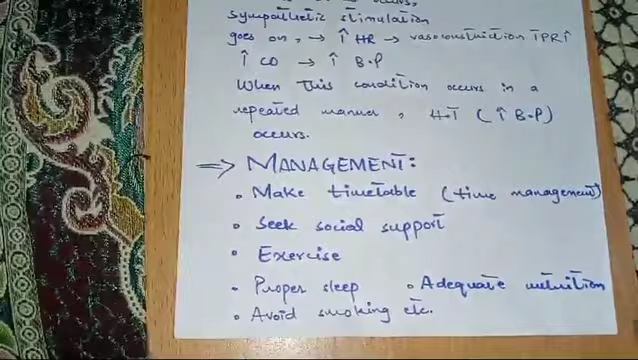 occurs,
sympathetic stimulation
goes on, → ↑ HR → vasoconstriction TPR↑
↑ CO → ↑ B.P
When this condition occurs in a
repeated manner, H.T (↑ B.P)
occurs.
⇒ MANAGEMENT:
• Make timetable (time management)
• Seek social support
• Exercise
• Proper sleep • Adequate nutrition
• Avoid smoking etc.